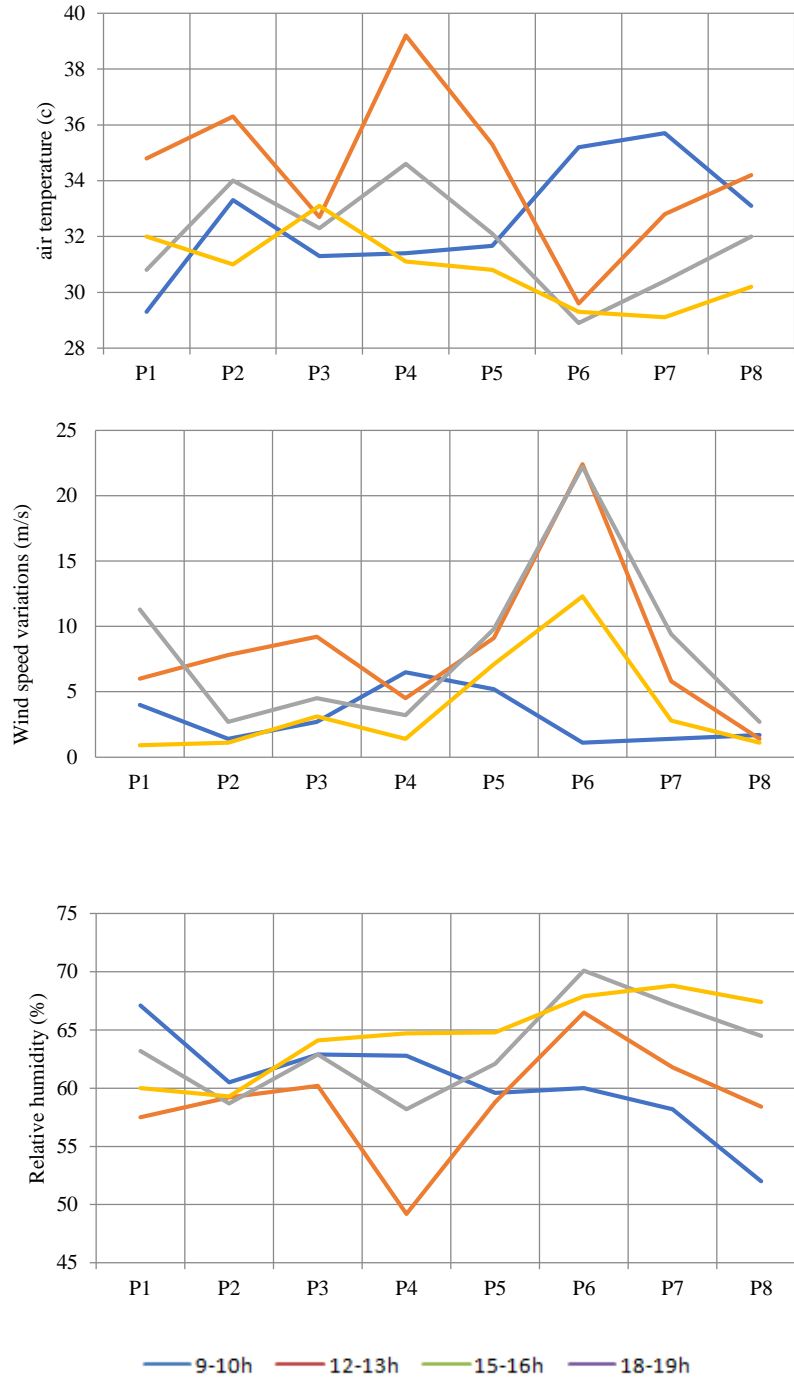 40
38
36
34
32
30
28
air temperature (c)
P1 P2 P3 P4 P5 P6 P7 P8
25
20
15
10
5
0
Wind speed variations (m/s)
P1 P2 P3 P4 P5 P6 P7 P8
75
70
65
60
55
50
45
Relative humidity (%)
P1 P2 P3 P4 P5 P6 P7 P8
9-10h 12-13h 15-16h 18-19h